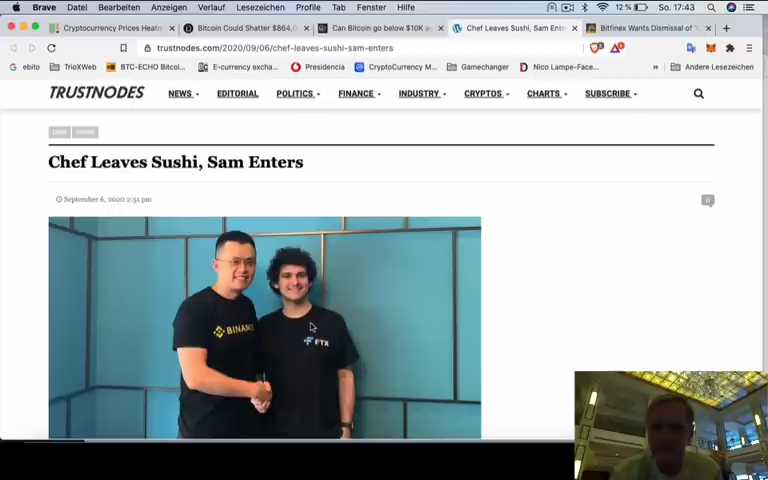 Brave Datei Bearbeiten Anzeigen Verlauf Lesezeichen Profile Tab Fenster Hilfe 12 % So. 17:43
Cryptocurrency Prices Heatm Bitcoin Could Shatter $864,0 Can Bitcoin go below $10K a Chef Leaves Sushi, Sam Ent Bitfinex Wants Dismissal of
trustnodes.com/2020/09/06/chef-leaves-sushi-sam-enters
ebito TrioXWeb BTC-ECHO Bitcoi... E-currency excha... Presidencia CryptoCurrency M... Gamechanger Nico Lampe-Face... » Andere Lesezeichen
TRUSTNODES NEWS EDITORIAL POLITICS FINANCE INDUSTRY CRYPTOS CHARTS SUBSCRIBE
Chef Leaves Sushi, Sam Enters
September 6, 2020 2:51 pm
0
BINANC
FTX